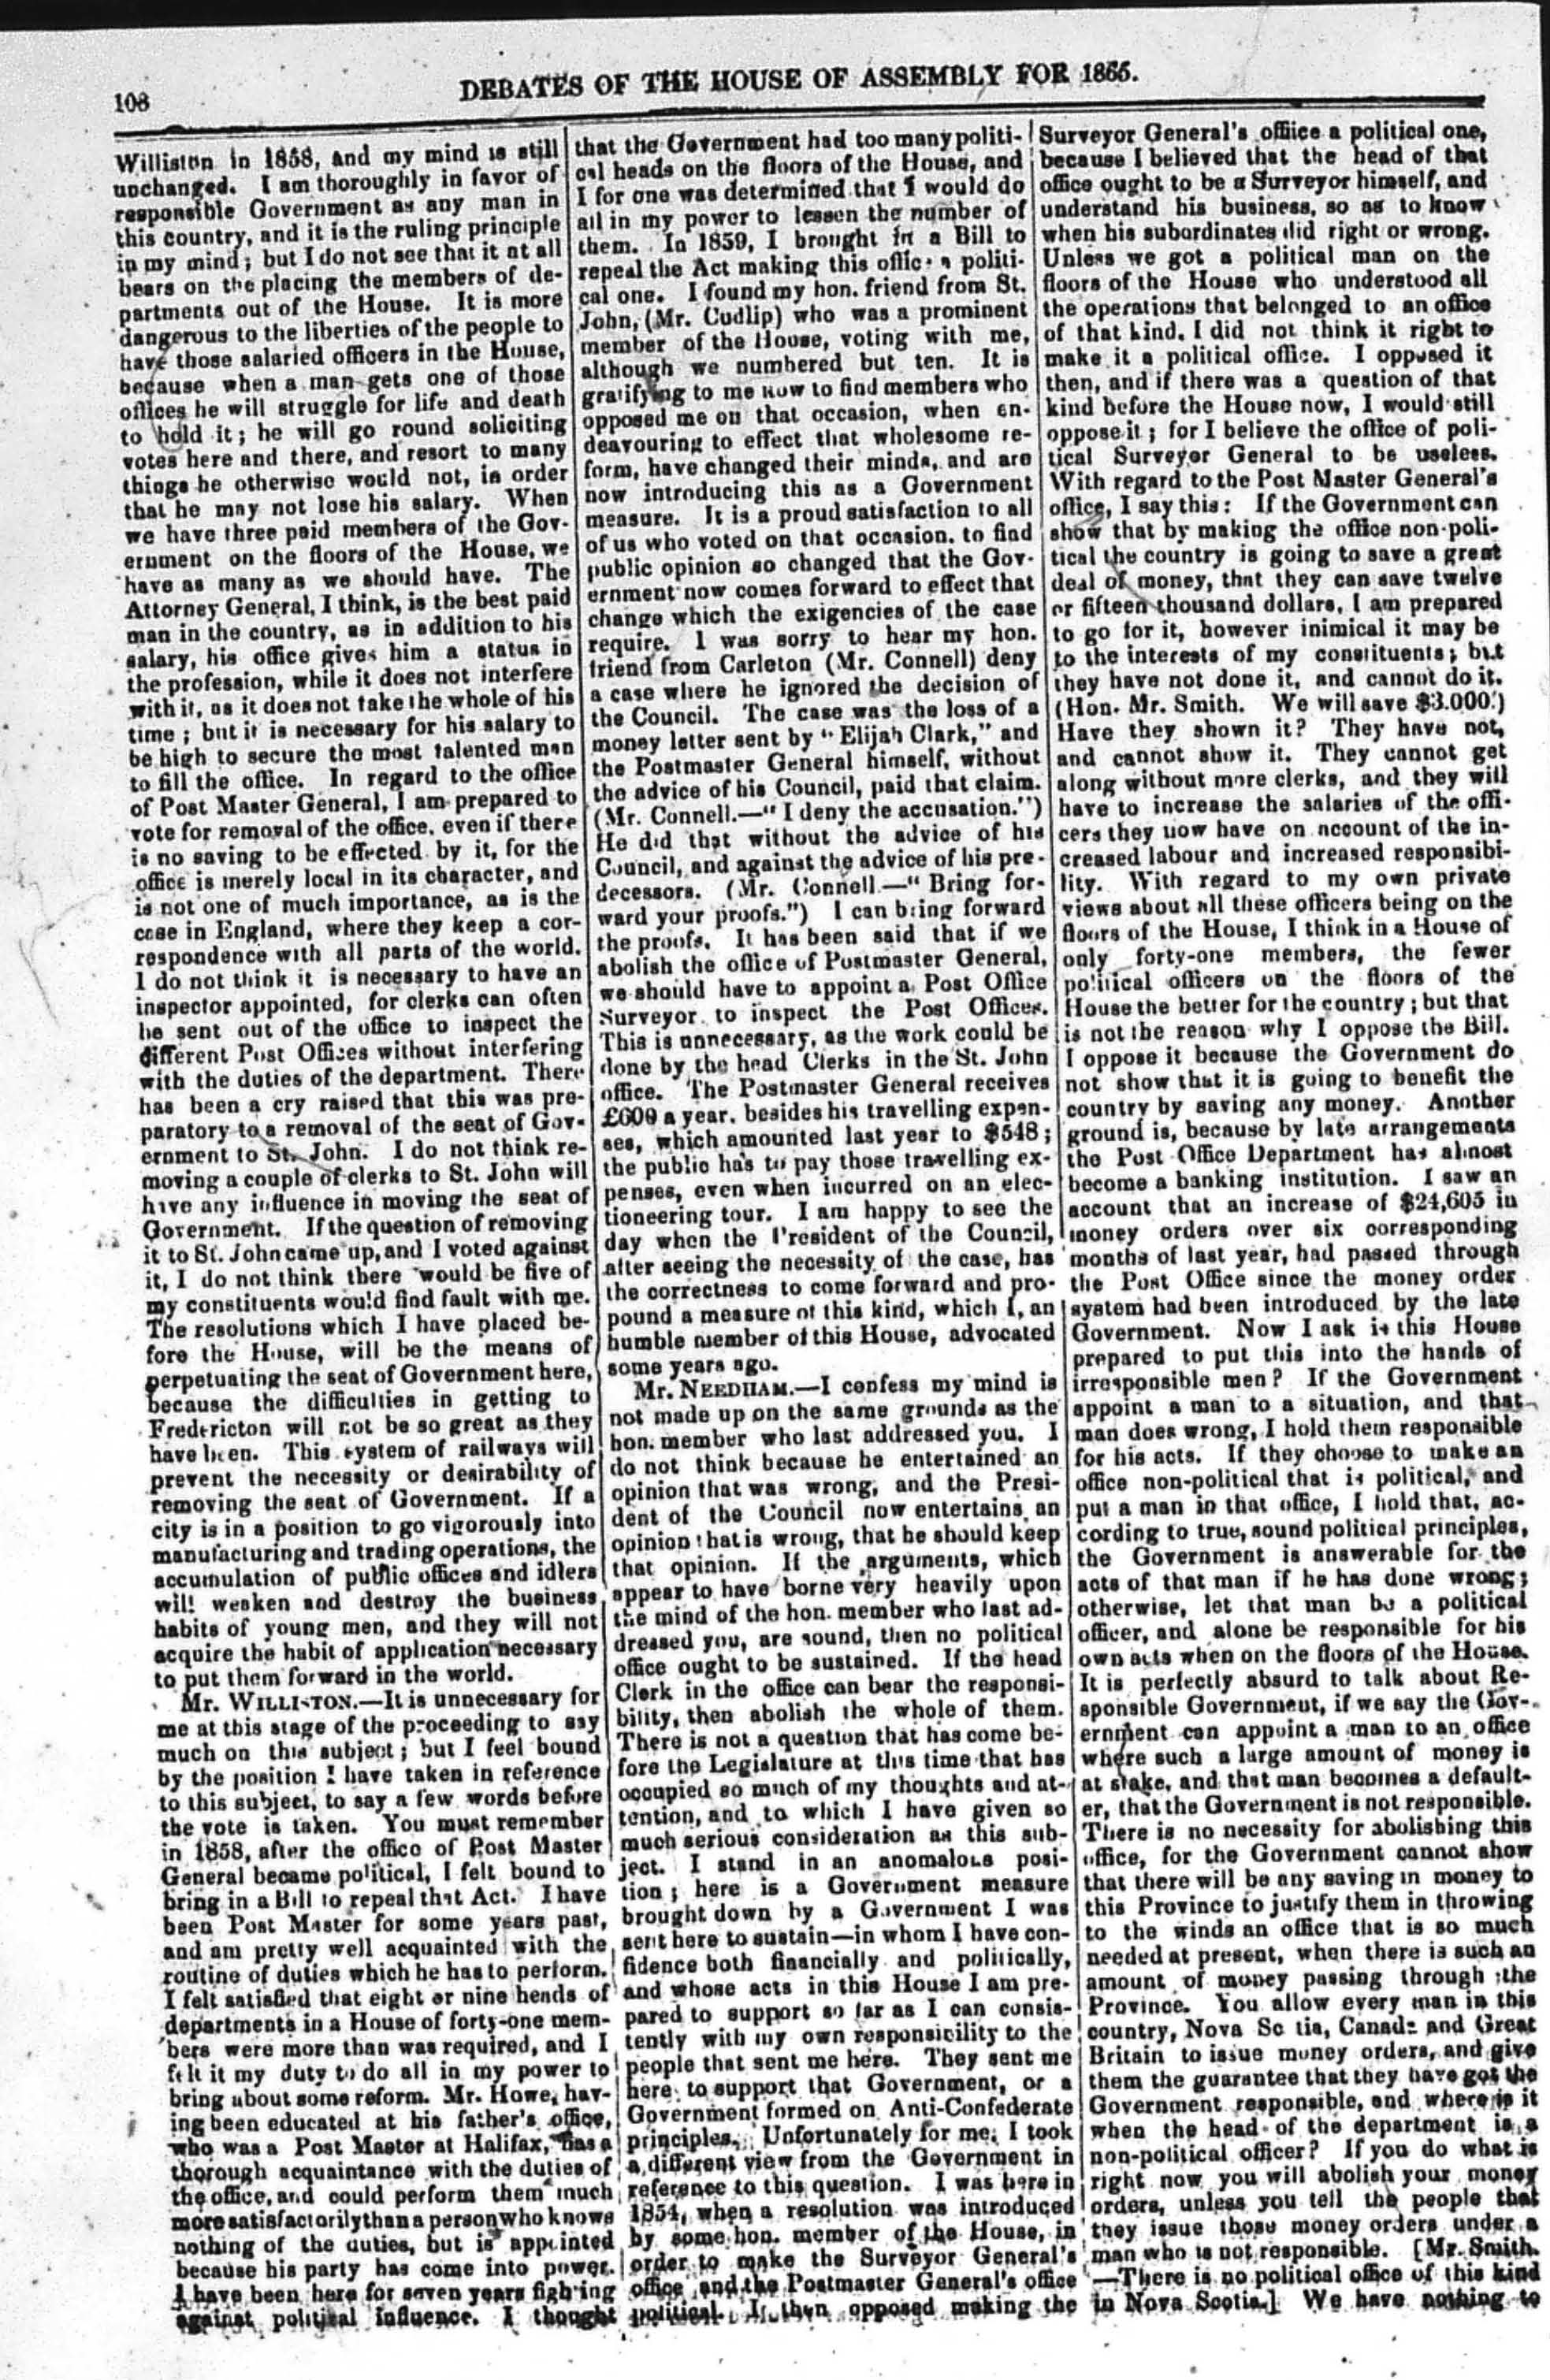 108
DEBATES OF THE HOUSE OF ASSEMBLY FOR 1865.
Williston in 1858, and my mind is still
unchanged. I am thoroughly in favor of
responsible Government as any man in
this country, and it is the ruling principle
in my mind; but I do not see that it at all
bears on the placing the members of de-
partments out of the House. It is more
dangerous to the liberties of the people to
have those salaried officers in the House,
because when a man gets one of those
offices he will struggle for life and death
to hold it; he will go round soliciting
votes here and there, and resort to many
things he otherwise would not, in order
that he may not lose his salary. When
we have three paid members of the Gov-
ernment on the floors of the House, we
have as many as we should have. The
Attorney General, I think, is the best paid
man in the country, as in addition to his
salary, his office gives him a status in
the profession, while it does not interfere
with it, as it does not take the whole of his
time; but it is necessary for his salary to
be high to secure the most talented man
to fill the office. In regard to the office
of Post Master General, I am prepared to
vote for removal of the office, even if there
is no saving to be effected by it, for the
office is merely local in its character, and
is not one of much importance, as is the
case in England, where they keep a cor-
respondence with all parts of the world.
I do not think it is necessary to have an
inspector appointed, for clerks can often
be sent out of the office to inspect the
different Post Offices without interfering
with the duties of the department. There
has been a cry raised that this was pre-
paratory to a removal of the seat of Gov-
ernment to St. John. I do not think re-
moving a couple of clerks to St. John will
have any influence in moving the seat of
Government. If the question of removing
it to St. John came up, and I voted against
it, I do not think there would be five of
my constituents would find fault with me.
The resolutions which I have placed be-
fore the House, will be the means of
perpetuating the seat of Government here,
because the difficulties in getting to
Fredericton will not be so great as they
have been. This system of railways will
prevent the necessity or desirability of
removing the seat of Government. If a
city is in a position to go vigorously into
manufacturing and trading operations, the
accumulation of public offices and idlers
will weaken and destroy the business
habits of young men, and they will not
acquire the habit of application necessary
to put them forward in the world.
Mr. WILLISTON.—It is unnecessary for
me at this stage of the proceeding to say
much on this subject; but I feel bound
by the position I have taken in reference
to this subject, to say a few words before
the vote is taken. You must remember
in 1858, after the office of Post Master
General became political, I felt bound to
bring in a Bill to repeal that Act. I have
been Post Master for some years past,
and am pretty well acquainted with the
routine of duties which he has to perform.
I felt satisfied that eight or nine heads of
departments in a House of forty-one mem-
bers were more than was required, and I
felt it my duty to do all in my power to
bring about some reform. Mr. Howe, hav-
ing been educated at his father's office,
who was a Post Master at Halifax, has a
thorough acquaintance with the duties of
the office, and could perform them much
more satisfactorily than a person who knows
nothing of the duties, but is appointed
because his party has come into power.
I have been here for seven years fighting
against political influence. I thought
that the Government had too many politi-
cal heads on the floors of the House, and
I for one was determined that I would do
all in my power to lessen the number of
them. In 1859, I brought in a Bill to
repeal the Act making this office a politi-
cal one. I found my hon. friend from St.
John, (Mr. Cudlip) who was a prominent
member of the House, voting with me,
although we numbered but ten. It is
gratifying to me now to find members who
opposed me on that occasion, when en-
deavouring to effect that wholesome re-
form, have changed their minds, and are
now introducing this as a Government
measure. It is a proud satisfaction to all
of us who voted on that occasion, to find
public opinion so changed that the Gov-
ernment now comes forward to effect that
change which the exigencies of the case
require. I was sorry to hear my hon.
friend from Carleton (Mr. Connell) deny
a case where he ignored the decision of
the Council. The case was the loss of a
money letter sent by "Elijah Clark," and
the Postmaster General himself, without
the advice of his Council, paid that claim.
(Mr. Connell.—"I deny the accusation.")
He did that without the advice of his
Council, and against the advice of his pre-
decessors. (Mr. Connell.—"Bring for-
ward your proofs.") I can bring forward
the proofs. It has been said that if we
abolish the office of Postmaster General,
we should have to appoint a Post Office
Surveyor to inspect the Post Offices.
This is unnecessary, as the work could be
done by the head Clerks in the St. John
office. The Postmaster General receives
£600 a year, besides his travelling expen-
ses, which amounted last year to $548;
the public has to pay those travelling ex-
penses, even when incurred on an elec-
tioneering tour. I am happy to see the
day when the President of the Council,
after seeing the necessity of the case, has
the correctness to come forward and pro-
pound a measure of this kind, which I, an
humble member of this House, advocated
some years ago.
Mr. NEEDHAM.—I confess my mind is
not made up on the same grounds as the
hon. member who last addressed you. I
do not think because he entertained an
opinion that was wrong, and the Presi-
dent of the Council now entertains an
opinion that is wrong, that he should keep
that opinion. If the arguments, which
appear to have borne very heavily upon
the mind of the hon. member who last ad-
dressed you, are sound, then no political
office ought to be sustained. If the head
Clerk in the office can bear the responsi-
bility, then abolish the whole of them.
There is not a question that has come be-
fore the Legislature at this time that has
occupied so much of my thoughts and at-
tention, and to which I have given so
much serious consideration as this sub-
ject. I stand in an anomalous posi-
tion; here is a Government measure
brought down by a Government I was
sent here to sustain—in whom I have con-
fidence both financially and politically,
and whose acts in this House I am pre-
pared to support so far as I can consis-
tently with my own responsibility to the
people that sent me here. They sent me
here to support that Government, or a
Government formed on Anti-Confederate
principles. Unfortunately for me, I took
a different view from the Government in
reference to this question. I was here in
1854, when a resolution was introduced
by some hon. member of the House, in
order to make the Surveyor General's
office and the Postmaster General's office
political. I then opposed making the
Surveyor General's office a political one,
because I believed that the head of that
office ought to be a Surveyor himself, and
understand his business, so as to know
when his subordinates did right or wrong.
Unless we got a political man on the
floors of the House who understood all
the operations that belonged to an office
of that kind, I did not think it right to
make it a political office. I opposed it
then, and if there was a question of that
kind before the House now, I would still
oppose it; for I believe the office of poli-
tical Surveyor General to be useless.
With regard to the Post Master General's
office, I say this: If the Government can
show that by making the office non-poli-
tical the country is going to save a great
deal of money, that they can save twelve
or fifteen thousand dollars, I am prepared
to go for it, however inimical it may be
to the interests of my constituents; but
they have not done it, and cannot do it.
(Hon. Mr. Smith. We will save $3.000.)
Have they shown it? They have not,
and cannot show it. They cannot get
along without more clerks, and they will
have to increase the salaries of the offi-
cers they now have on account of the in-
creased labour and increased responsibi-
lity. With regard to my own private
views about all these officers being on the
floors of the House, I think in a House of
only forty-one members, the fewer
political officers on the floors of the
House the better for the country; but that
is not the reason why I oppose the Bill.
I oppose it because the Government do
not show that it is going to benefit the
country by saving any money. Another
ground is, because by late arrangements
the Post Office Department has almost
become a banking institution. I saw an
account that an increase of $24,605 in
money orders over six corresponding
months of last year, had passed through
the Post Office since the money order
system had been introduced by the late
Government. Now I ask is this House
prepared to put this into the hands of
irresponsible men? If the Government
appoint a man to a situation, and that
man does wrong, I hold them responsible
for his acts. If they choose to make an
office non-political that is political, and
put a man in that office, I hold that, ac-
cording to true, sound political principles,
the Government is answerable for the
acts of that man if he has done wrong;
otherwise, let that man be a political
officer, and alone be responsible for his
own acts when on the floors of the House.
It is perfectly absurd to talk about Re-
sponsible Government, if we say the Gov-
ernment can appoint a man to an office
where such a large amount of money is
at stake, and that man becomes a default-
er, that the Government is not responsible.
There is no necessity for abolishing this
office, for the Government cannot show
that there will be any saving in money to
this Province to justify them in throwing
to the winds an office that is so much
needed at present, when there is such an
amount of money passing through the
Province. You allow every man in this
country, Nova Scotia, Canada and Great
Britain to issue money orders, and give
them the guarantee that they have got the
Government responsible, and where is it
when the head of the department is a
non-political officer? If you do what is
right now you will abolish your money
orders, unless you tell the people that
they issue those money orders under a
man who is not responsible. [Mr. Smith.
—There is no political office of this kind
in Nova Scotia.] We have nothing to